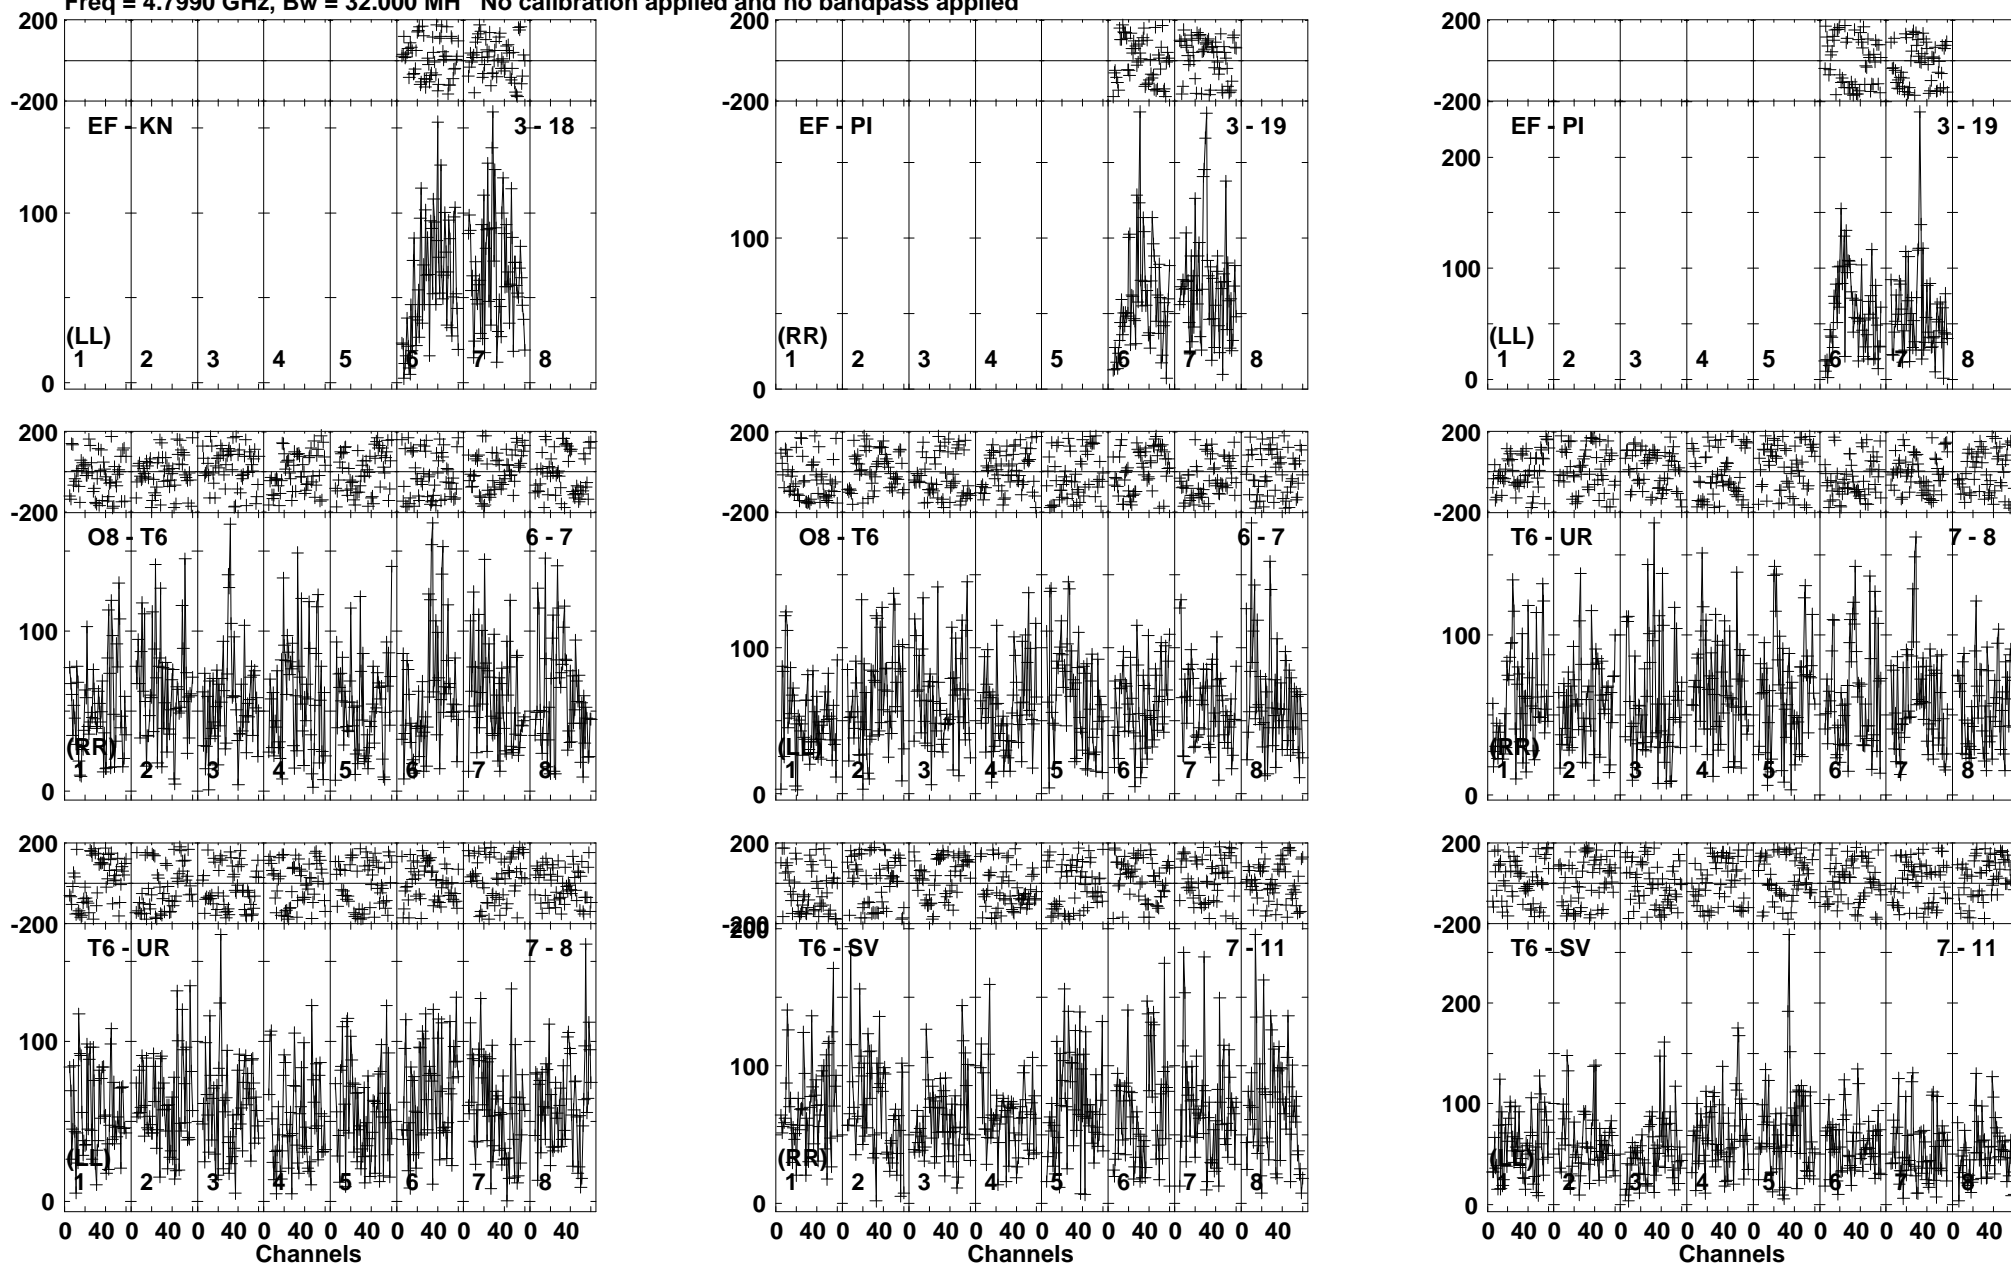 Freq = 4.7990 GHz, Bw = 32.000 MH No calibration applied and no bandpass applied
200 200 200
-200 -200 -200
EF - KN 3 - 18 EF - PI 3 - 19 EF - PI 3 - 19
200
100 100 100
(LL) (RR) (LL)
1 2 3 4 5 6 7 8 1 2 3 4 5 6 7 8 1 2 3 4 5 6 7 8
0 0 0
200 200 200
-200 -200 -200
O8 - T6 6 - 7 O8 - T6 6 - 7 T6 - UR 7 - 8
100 100 100
(RR) (LL) (RR)
1 2 3 4 5 6 7 8 1 2 3 4 5 6 7 8 1 2 3 4 5 6 7 8
0 0 0
200 200 200
-200 -200 -200
200
T6 - UR 7 - 8 T6 - SV 7 - 11 T6 - SV 7 - 11
200
100 100 100
(LL) (RR) (LL)
1 2 3 4 5 6 7 8 1 2 3 4 5 6 7 8 1 2 3 4 5 6 7 8
0 0 0
0 40 0 40 0 40 0 40 0 40 0 40 0 40 0 40 0 40 0 40 0 40 0 40 0 40 0 40 0 40 0 40 0 40 0 40 0 40 0 40 0 40 0 40 0 40 0 40
Channels Channels Channels